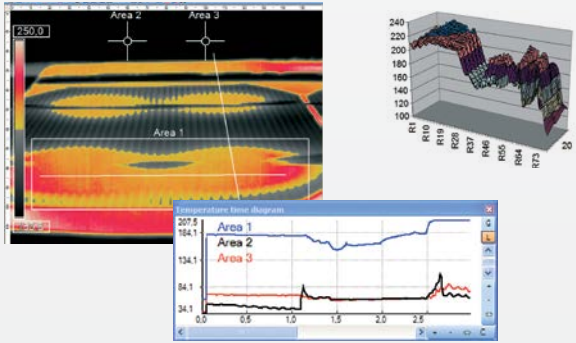 Area 2
Area 3
250,0
Area 1
240
220
200
180
160
140
120
100
R1
R10
R19
R28
R37
R46
R55
R64
R73
20
Temperature time diagram
207,5
184,1
134,1
84,1
34,1
Area 1
Area 2
Area 3
0,0
0,5
1,0
1,5
2,0
2,5
L